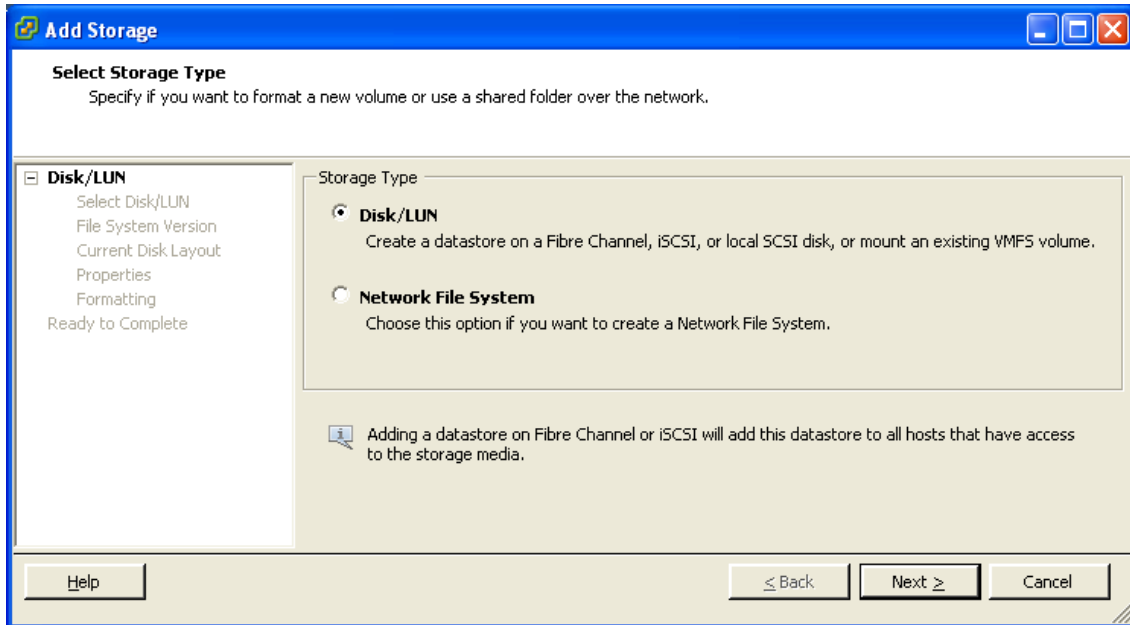 Add Storage
Select Storage Type
Specify if you want to format a new volume or use a shared folder over the network.
Disk/LUN
Select Disk/LUN
File System Version
Current Disk Layout
Properties
Formatting
Ready to Complete
Storage Type
Disk/LUN
Create a datastore on a Fibre Channel, iSCSI, or local SCSI disk, or mount an existing VMFS volume.
Network File System
Choose this option if you want to create a Network File System.
Adding a datastore on Fibre Channel or iSCSI will add this datastore to all hosts that have access
to the storage media.
Help
< Back
Next >
Cancel